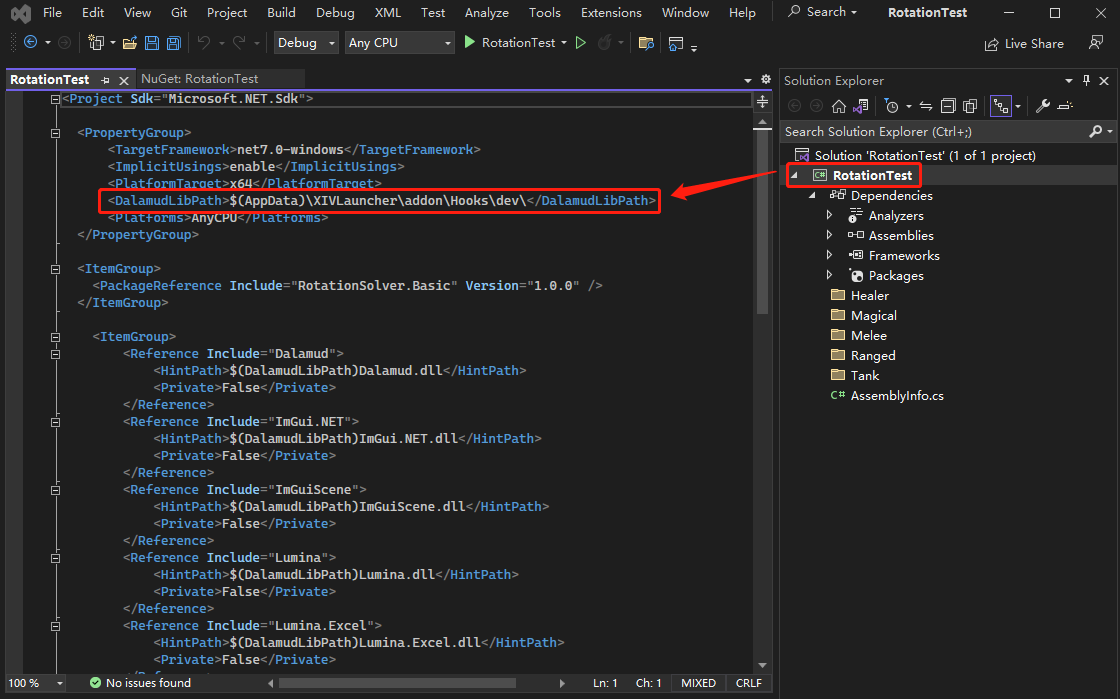 File Edit View Git Project Build Debug XML Test Analyze Tools Extensions Window Help Search RotationTest
Debug Any CPU RotationTest Live Share
RotationTest NuGet: RotationTest
<Project Sdk="Microsoft.NET.Sdk">
<PropertyGroup>
<TargetFramework>net7.0-windows</TargetFramework>
<ImplicitUsings>enable</ImplicitUsings>
<PlatformTarget>x64</PlatformTarget>
<DalamudLibPath>$(AppData)\XIVLauncher\addon\Hooks\dev\</DalamudLibPath>
<Platforms>AnyCPU</Platforms>
</PropertyGroup>
<ItemGroup>
<PackageReference Include="RotationSolver.Basic" Version="1.0.0" />
</ItemGroup>
<ItemGroup>
<Reference Include="Dalamud">
<HintPath>$(DalamudLibPath)Dalamud.dll</HintPath>
<Private>False</Private>
</Reference>
<Reference Include="ImGui.NET">
<HintPath>$(DalamudLibPath)ImGui.NET.dll</HintPath>
<Private>False</Private>
</Reference>
<Reference Include="ImGuiScene">
<HintPath>$(DalamudLibPath)ImGuiScene.dll</HintPath>
<Private>False</Private>
</Reference>
<Reference Include="Lumina">
<HintPath>$(DalamudLibPath)Lumina.dll</HintPath>
<Private>False</Private>
</Reference>
<Reference Include="Lumina.Excel">
<HintPath>$(DalamudLibPath)Lumina.Excel.dll</HintPath>
<Private>False</Private>
</Reference>
100 % No issues found Ln: 1 Ch: 1 MIXED CRLF
Solution Explorer
Search Solution Explorer (Ctrl+;)
Solution 'RotationTest' (1 of 1 project)
C# RotationTest
Dependencies
Analyzers
Assemblies
Frameworks
Packages
Healer
Magical
Melee
Ranged
Tank
C# AssemblyInfo.cs